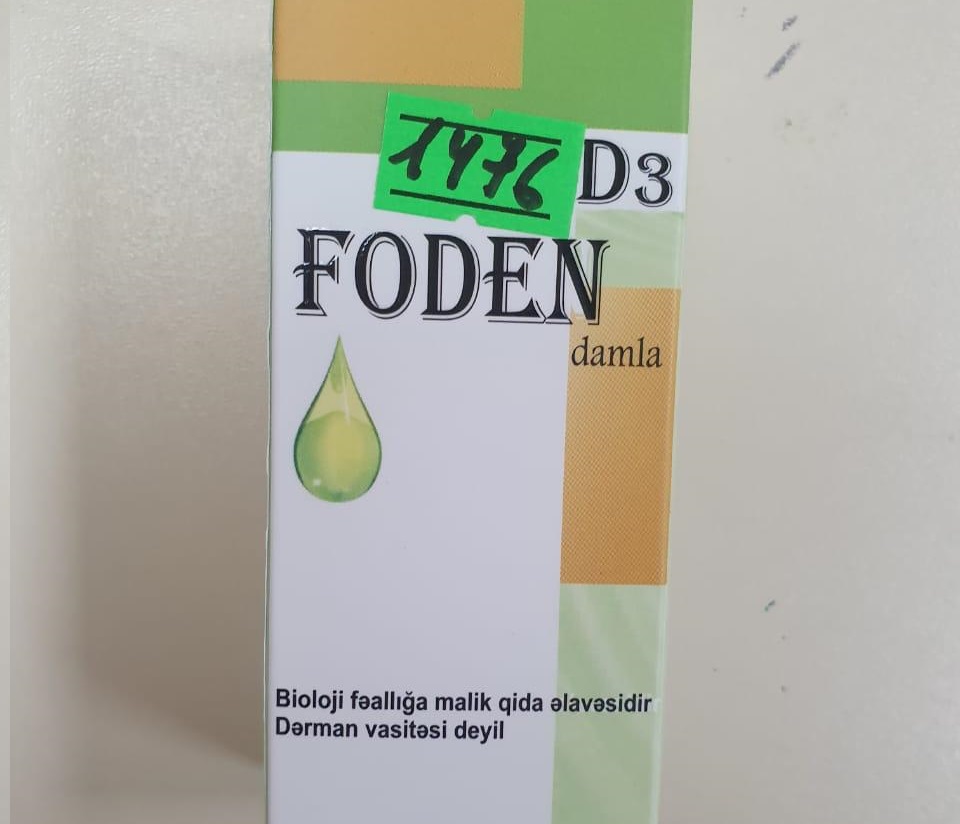 1476
D3
FODEN
damla
Bioloji fəallığa malik qida əlavəsidir
Dərman vasitəsi deyil